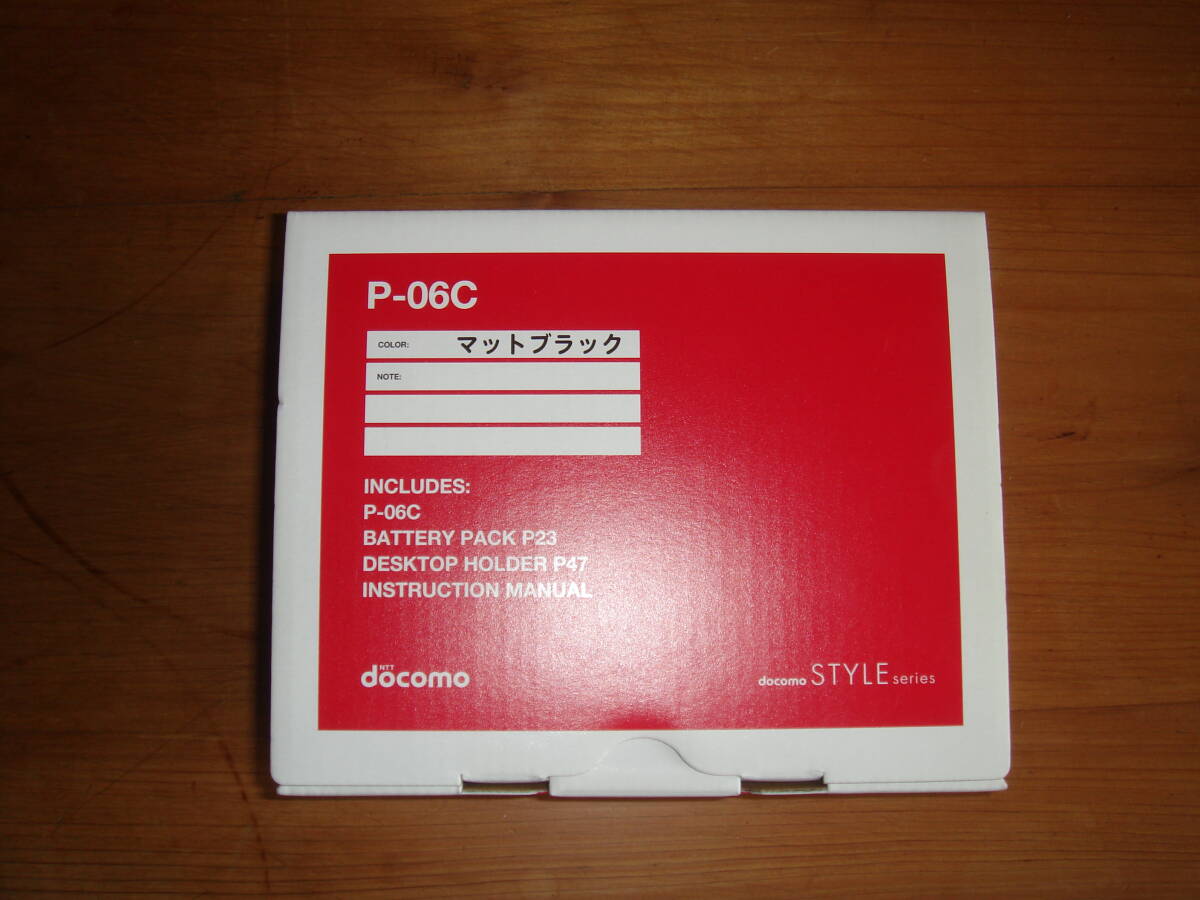 P-06C
COLOR: マットブラック
NOTE:
INCLUDES:
P-06C
BATTERY PACK P23
DESKTOP HOLDER P47
INSTRUCTION MANUAL
NTT
docomo
docomo STYLE series